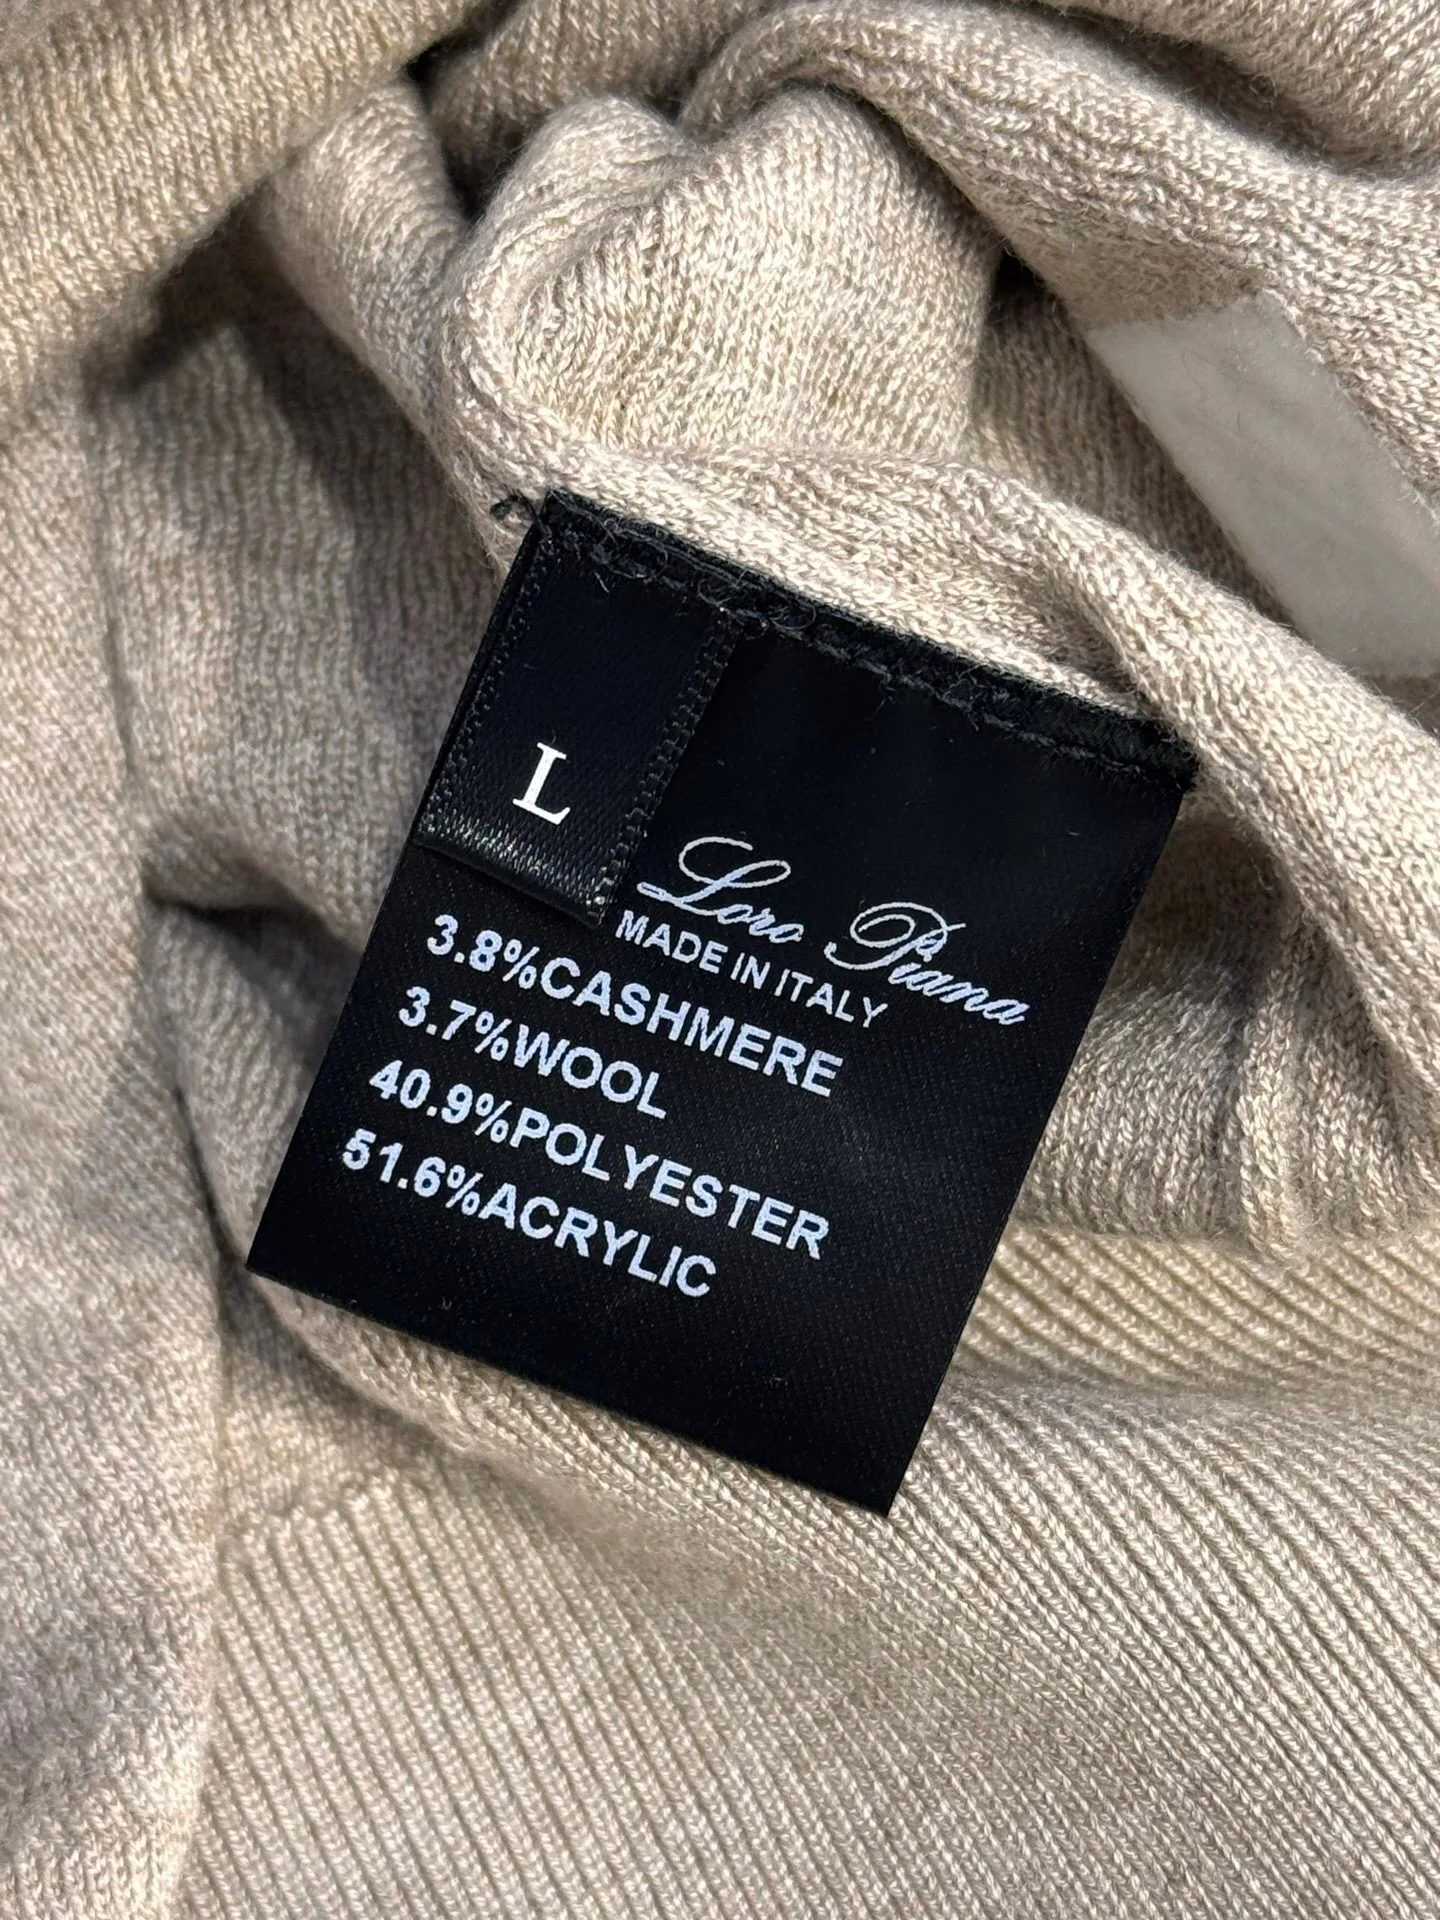 L
Loro Piana
MADE IN ITALY
3.8%CASHMERE
3.7%WOOL
40.9%POLYESTER
51.6%ACRYLIC